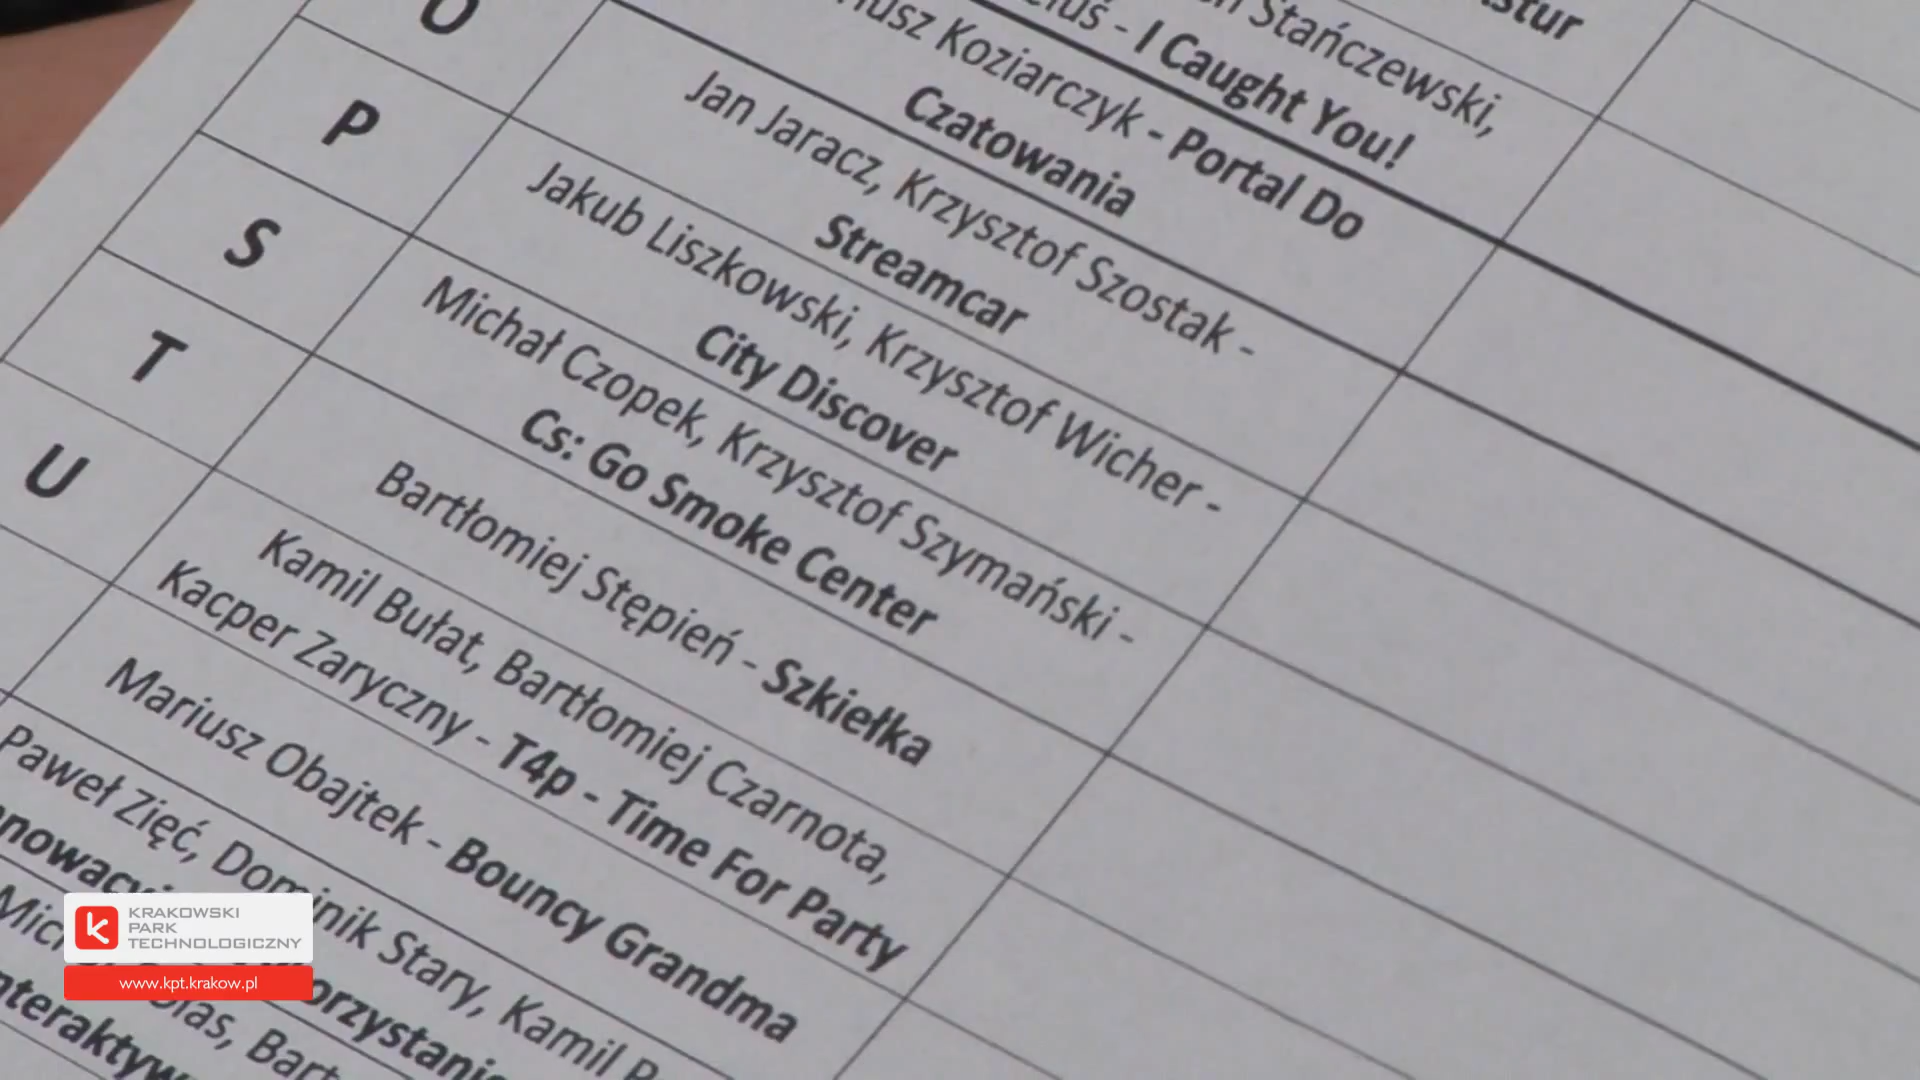 Stańczewski,
- I Caught You!
O
Koziarczyk - Portal Do
Czatowania
P
Jan Jaracz, Krzysztof Szostak -
Streamcar
S
Jakub Liszkowski, Krzysztof Wicher -
City Discover
T
Michał Czopek, Krzysztof Szymański -
Cs: Go Smoke Center
U
Bartłomiej Stępień - Szkiełka
Kamil Bułat, Bartłomiej Czarnota,
Kacper Zaryczny - T4p - Time For Party
Mariusz Obajtek - Bouncy Grandma
Paweł Zięć, Dominik Stary, Kamil
KRAKOWSKI
PARK
TECHNOLOGICZNY
www.kpt.krakow.pl